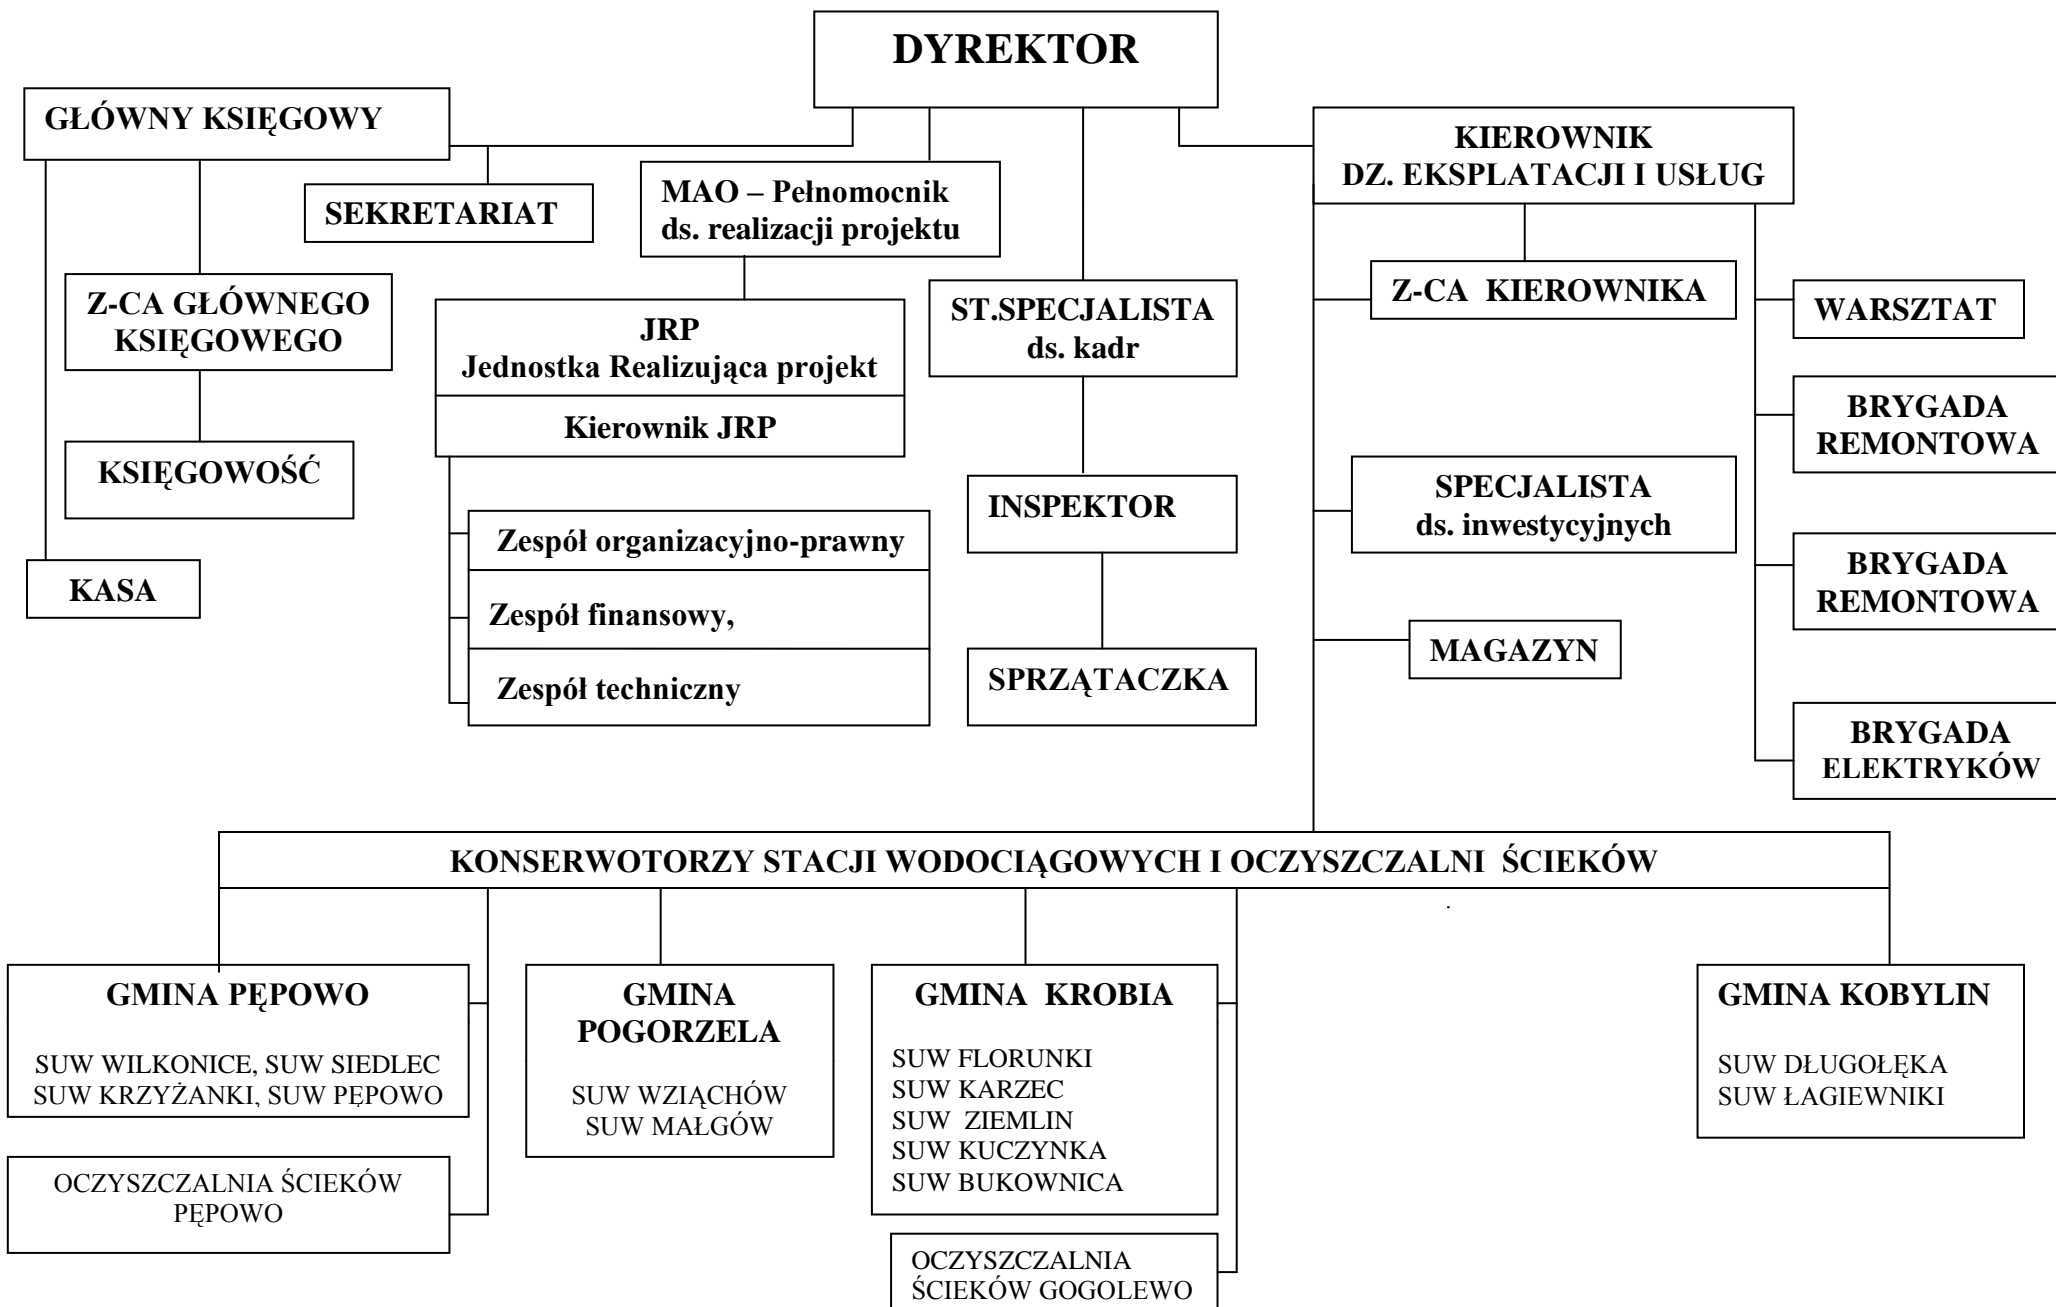 DYREKTOR
GŁÓWNY KSIĘGOWY
KIEROWNIK
DZ. EKSPLATACJI I USŁUG
SEKRETARIAT
MAO – Pełnomocnik
ds. realizacji projektu
Z-CA GŁÓWNEGO
KSIĘGOWEGO
JRP
Jednostka Realizująca projekt
Kierownik JRP
ST.SPECJALISTA
ds. kadr
Z-CA KIEROWNIKA
WARSZTAT
BRYGADA
REMONTOWA
KSIĘGOWOŚĆ
INSPEKTOR
SPECJALISTA
ds. inwestycyjnych
KASA
Zespół organizacyjno-prawny
Zespół finansowy,
Zespół techniczny
BRYGADA
REMONTOWA
MAGAZYN
SPRZĄTACZKA
BRYGADA
ELEKTRYKÓW
KONSERWOTORZY STACJI WODOCIĄGOWYCH I OCZYSZCZALNI ŚCIEKÓW
GMINA PĘPOWO
SUW WILKONICE, SUW SIEDLEC
SUW KRZYŻANKI, SUW PĘPOWO
OCZYSZCZALNIA ŚCIEKÓW
PĘPOWO
GMINA
POGORZELA
SUW WZIĄCHÓW
SUW MAŁGÓW
GMINA KROBIA
SUW FLORUNKI
SUW KARZEC
SUW ZIEMLIN
SUW KUCZYNKA
SUW BUKOWNICA
OCZYSZCZALNIA
ŚCIEKÓW GOGOLEWO
GMINA KOBYLIN
SUW DŁUGOŁĘKA
SUW ŁAGIEWNIKI